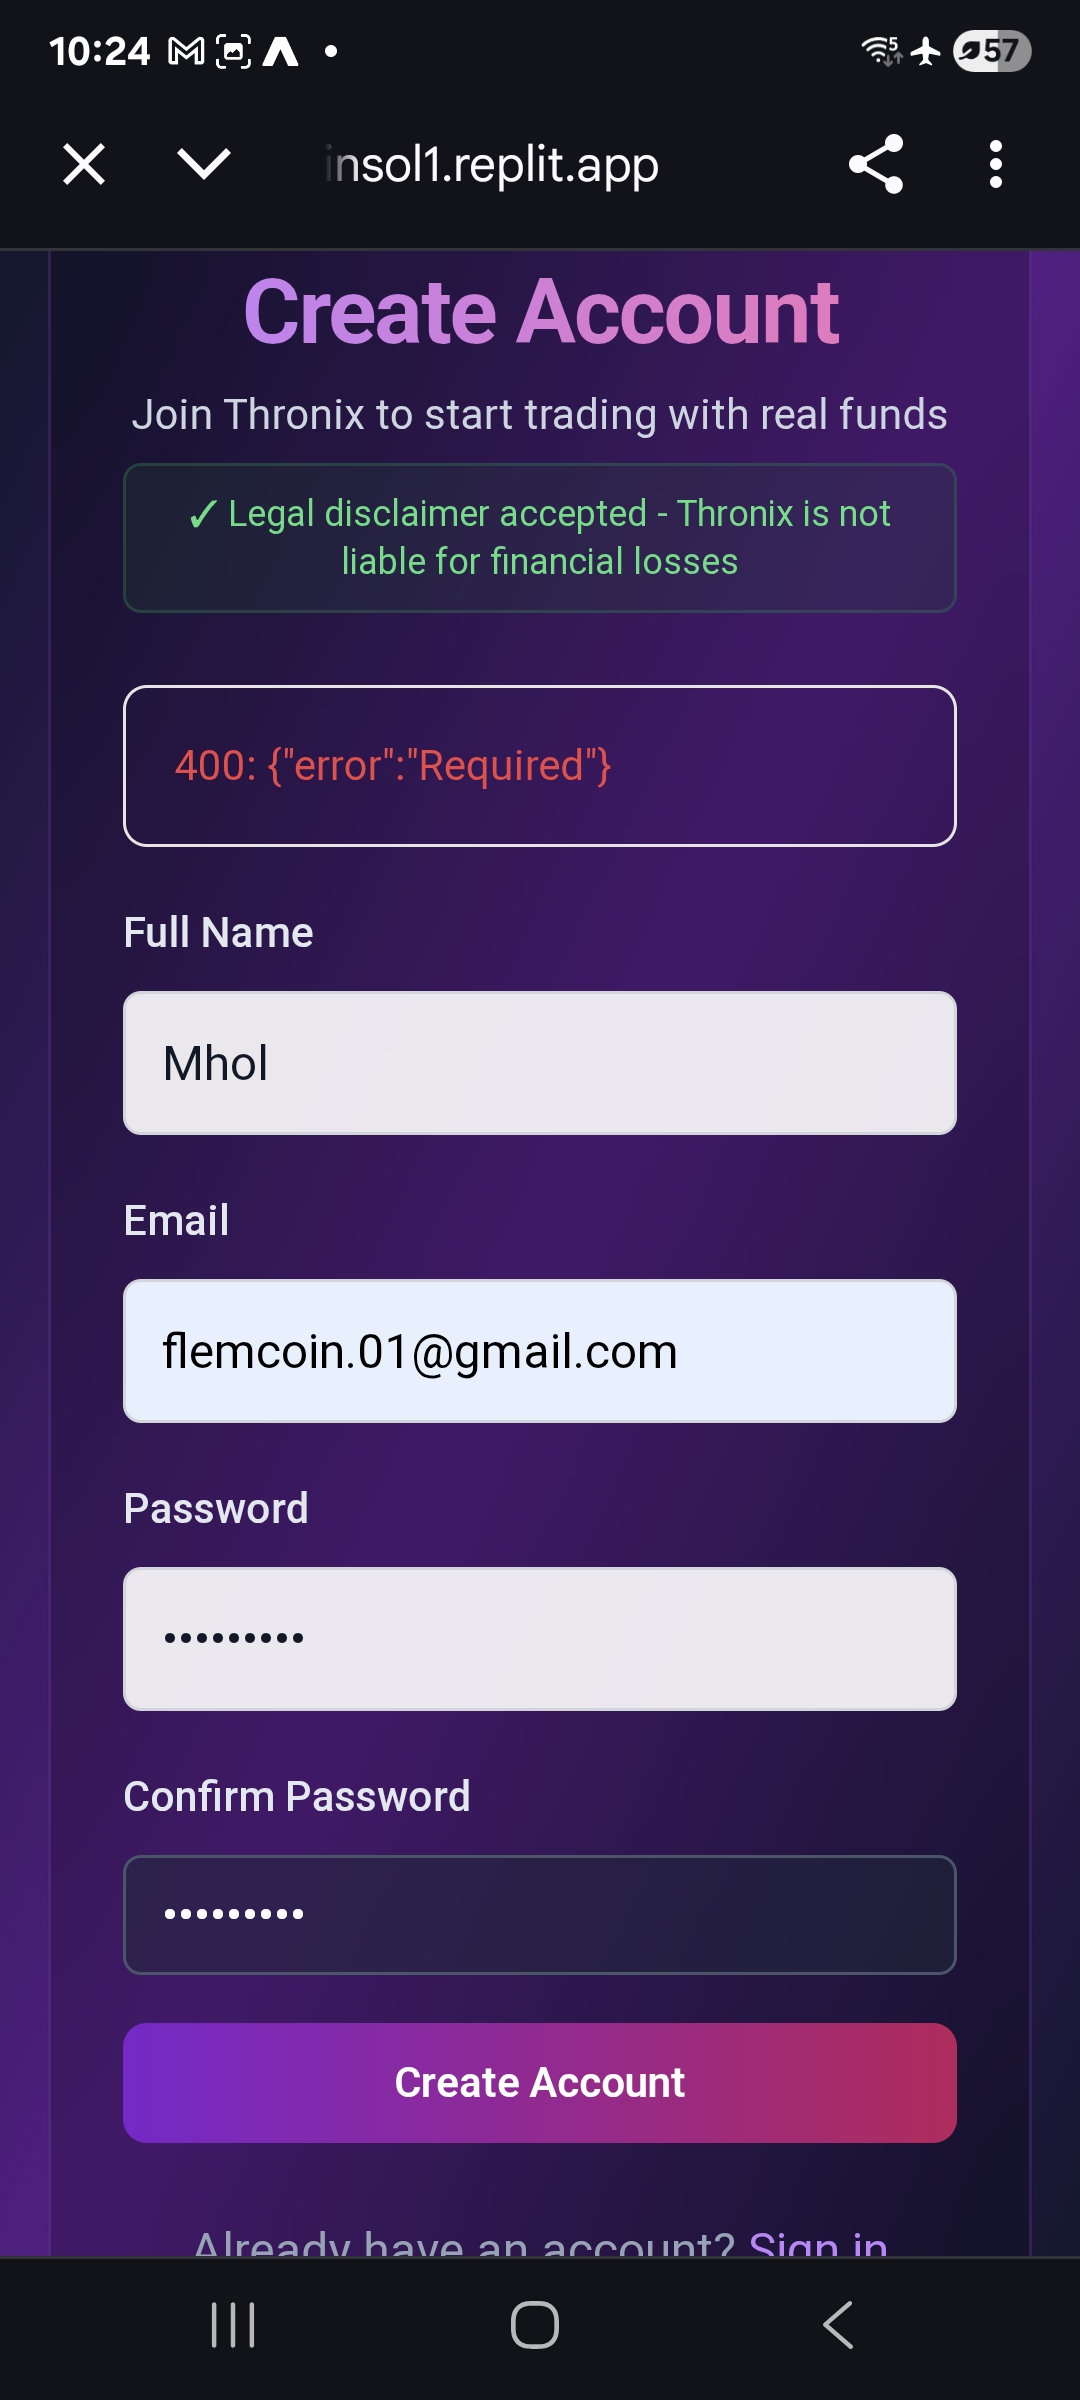 10:24
5
57
insol1.replit.app
Create Account
Join Thronix to start trading with real funds
✓ Legal disclaimer accepted - Thronix is not
liable for financial losses
400: {"error":"Required"}
Full Name
Mhol
Email
flemcoin.01@gmail.com
Password
•••••••••
Confirm Password
•••••••••
Create Account
Already have an account? Sign in